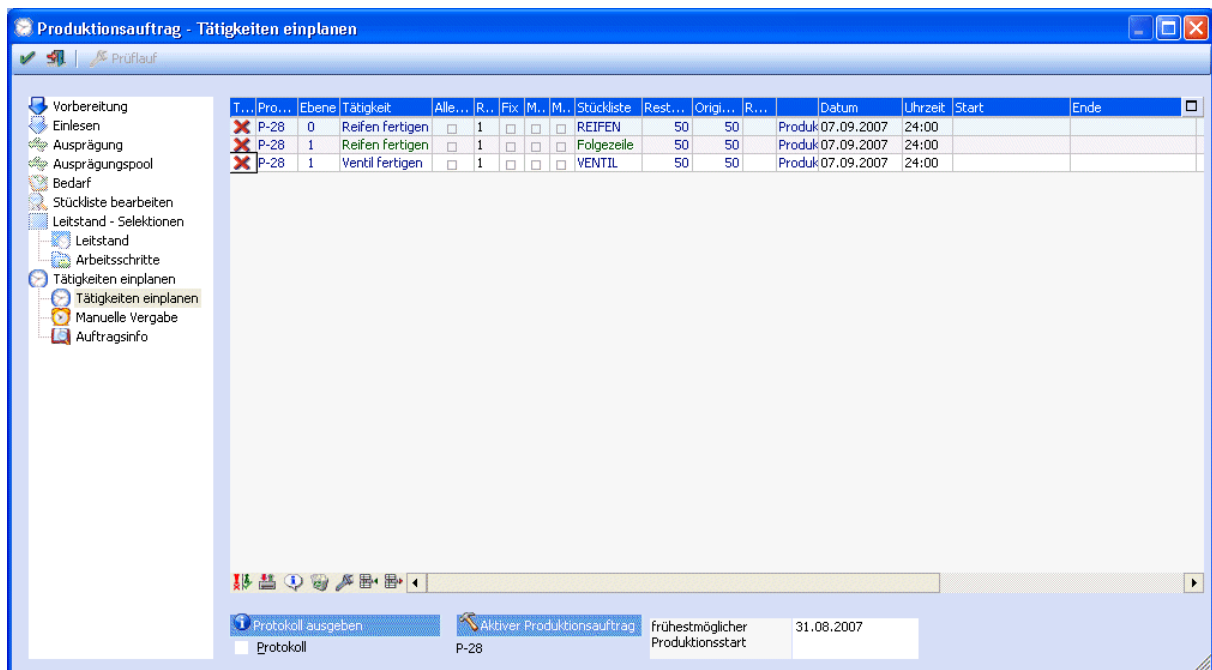 Produktionsauftrag - Tätigkeiten einplanen
Prüflauf
Vorbereitung
Einlesen
Ausprägung
Ausprägungspool
Bedarf
Stückliste bearbeiten
Leitstand - Selektionen
Leitstand
Arbeitsschritte
Tätigkeiten einplanen
Tätigkeiten einplanen
Manuelle Vergabe
Auftragsinfo
T... Pro... Ebene Tätigkeit Alle... R... Fix M... M... Stückliste Rest... Origi... R... Datum Uhrzeit Start Ende
P-28 0 Reifen fertigen 1 REIFEN 50 50 Produk 07.09.2007 24:00
P-28 1 Reifen fertigen 1 Folgezeile 50 50 Produk 07.09.2007 24:00
P-28 1 Ventil fertigen 1 VENTIL 50 50 Produk 07.09.2007 24:00
Protokoll ausgeben
Protokoll
Aktiver Produktionsauftrag
P-28
frühestmöglicher
Produktionsstart
31.08.2007